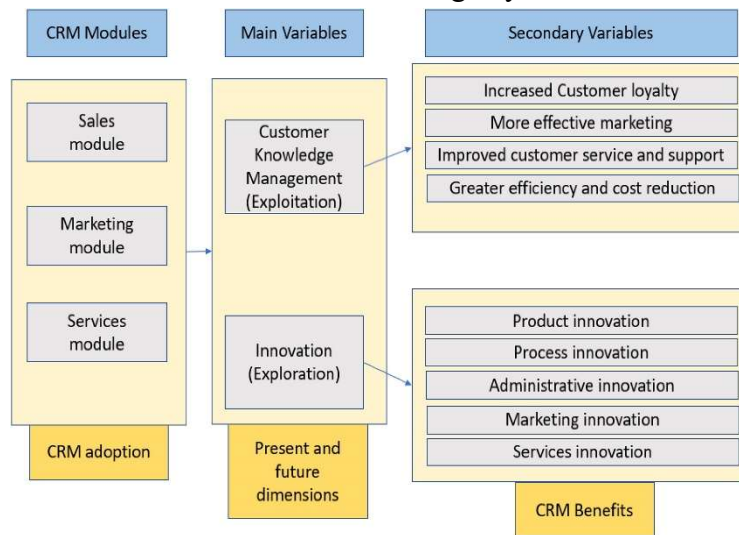 CRM Modules
Main Variables
Secondary Variables
Sales
module
Marketing
module
Services
module
CRM adoption
Customer
Knowledge
Management
(Exploitation)
Innovation
(Exploration)
Present and
future
dimensions
Increased Customer loyalty
More effective marketing
Improved customer service and support
Greater efficiency and cost reduction
Product innovation
Process innovation
Administrative innovation
Marketing innovation
Services innovation
CRM Benefits